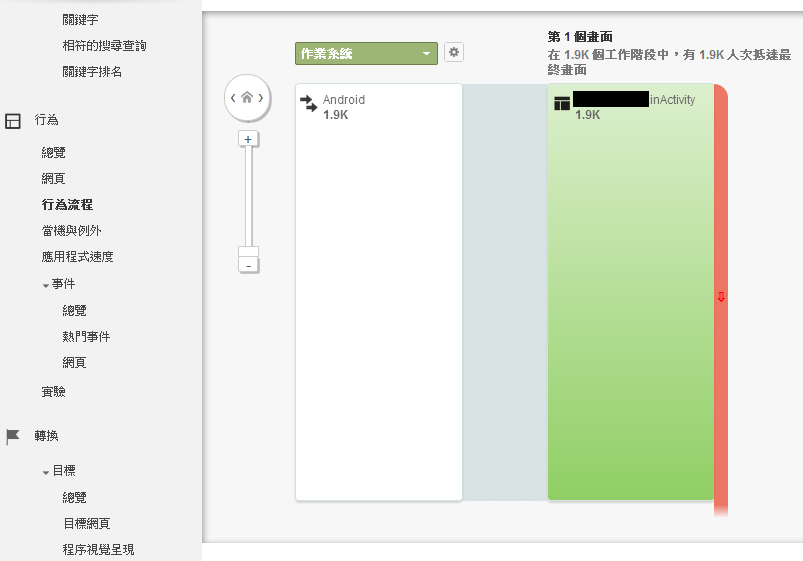 關鍵字
相符的搜尋查詢
關鍵字排名
行為
總覽
網頁
行為流程
當機與例外
應用程式速度
事件
總覽
熱門事件
網頁
實驗
轉換
目標
總覽
目標網頁
程序視覺呈現
作業系統
第 1 個畫面
在 1.9K 個工作階段中，有 1.9K 人次抵達最
終畫面
Android
1.9K
inActivity
1.9K